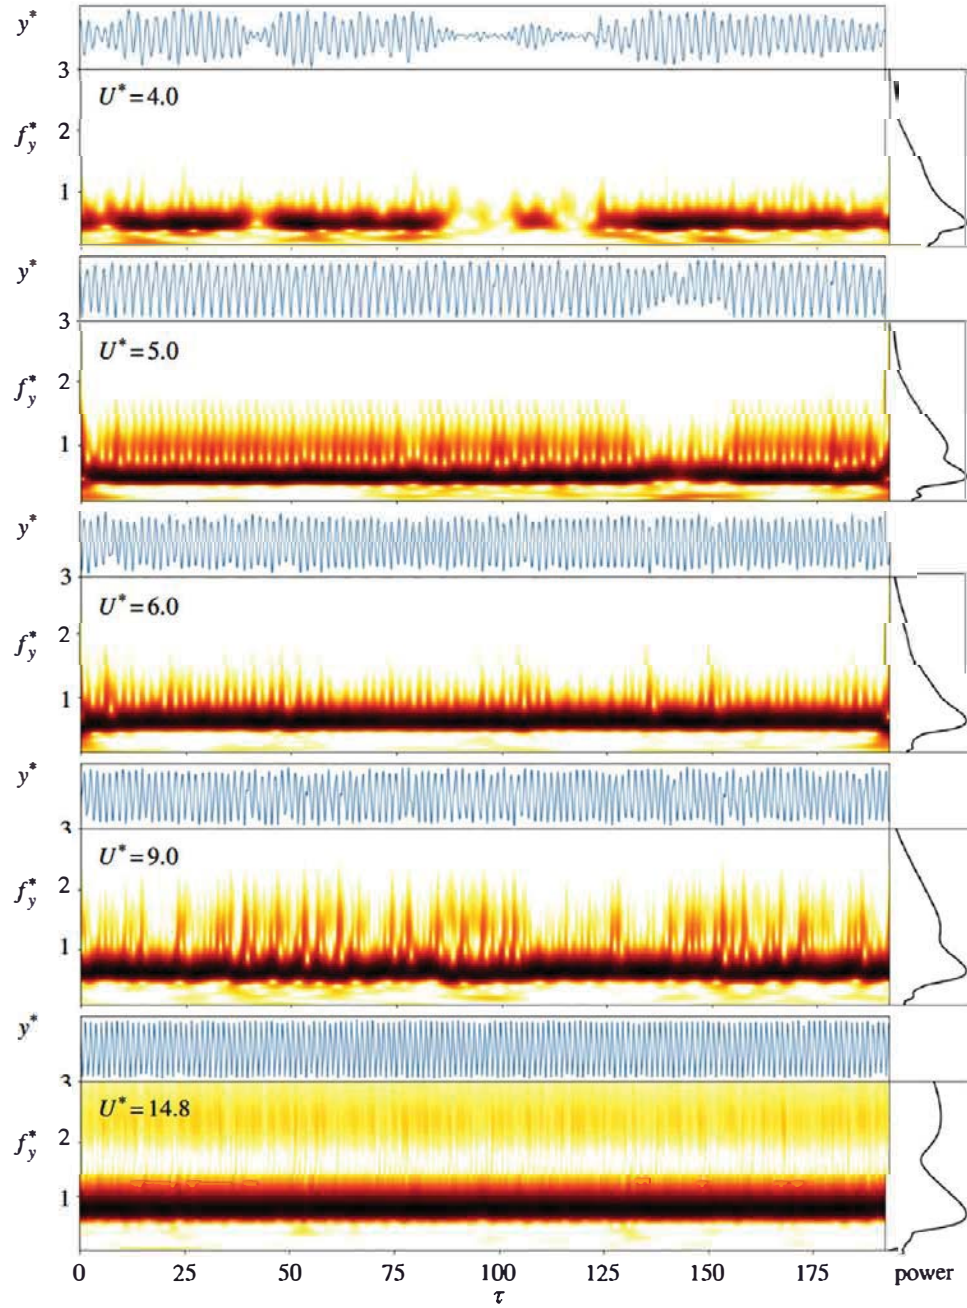 y*
3
U* = 4.0
f*y 2
1
y*
3
U* = 5.0
f*y 2
1
y*
3
U* = 6.0
f*y 2
1
y*
3
U* = 9.0
f*y 2
1
y*
3
U* = 14.8
f*y 2
1
0 25 50 75 100 125 150 175 power
τ